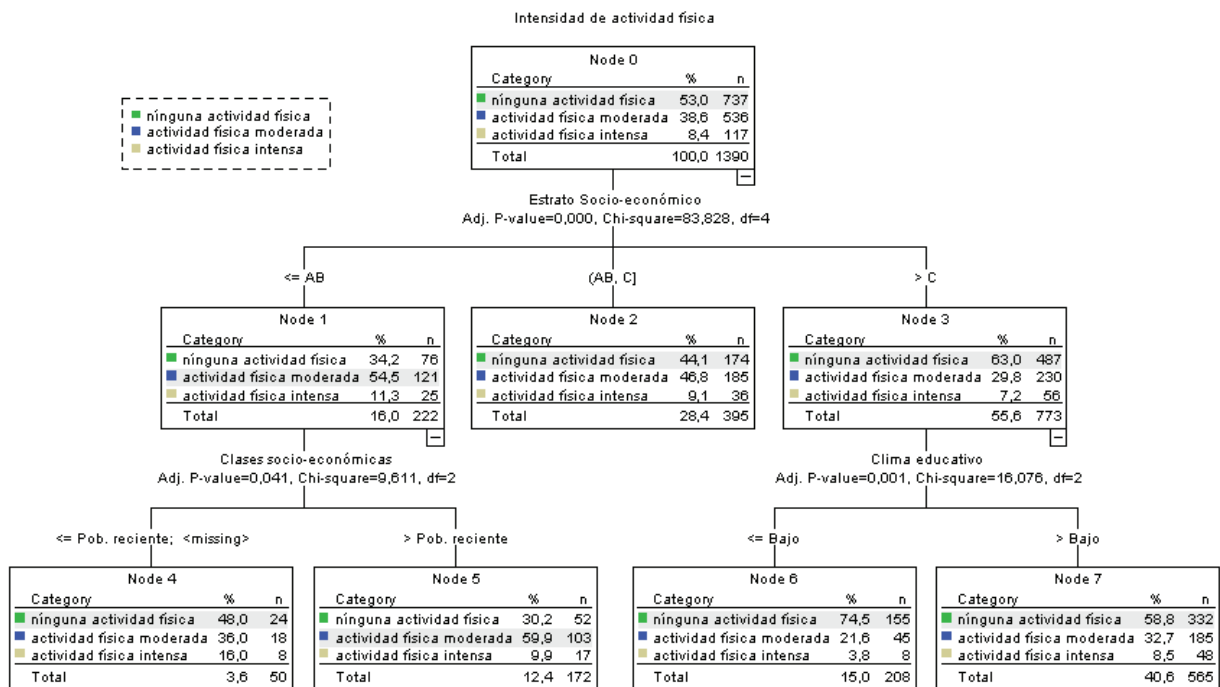 Intensidad de actividad física
Node 0
Category % n
nínguna actividad física 53,0 737
actividad física moderada 38,6 536
actividad física intensa 8,4 117
Total 100,0 1390
nínguna actividad física
actividad física moderada
actividad física intensa
Estrato Socio-económico
Adj. P-value=0,000, Chi-square=83,828, df=4
<= AB
(AB, C]
> C
Node 1
Category % n
nínguna actividad física 34,2 76
actividad física moderada 54,5 121
actividad física intensa 11,3 25
Total 16,0 222
Node 2
Category % n
nínguna actividad física 44,1 174
actividad física moderada 46,8 185
actividad física intensa 9,1 36
Total 28,4 395
Node 3
Category % n
nínguna actividad física 63,0 487
actividad física moderada 29,8 230
actividad física intensa 7,2 56
Total 55,6 773
Clases socio-económicas
Adj. P-value=0,041, Chi-square=9,611, df=2
Clima educativo
Adj. P-value=0,001, Chi-square=16,076, df=2
<= Pob. reciente; <missing>
> Pob. reciente
<= Bajo
> Bajo
Node 4
Category % n
nínguna actividad física 48,0 24
actividad física moderada 36,0 18
actividad física intensa 16,0 8
Total 3,6 50
Node 5
Category % n
nínguna actividad física 30,2 52
actividad física moderada 59,9 103
actividad física intensa 9,9 17
Total 12,4 172
Node 6
Category % n
nínguna actividad física 74,5 155
actividad física moderada 21,6 45
actividad física intensa 3,8 8
Total 15,0 208
Node 7
Category % n
nínguna actividad física 58,8 332
actividad física moderada 32,7 185
actividad física intensa 8,5 48
Total 40,6 565